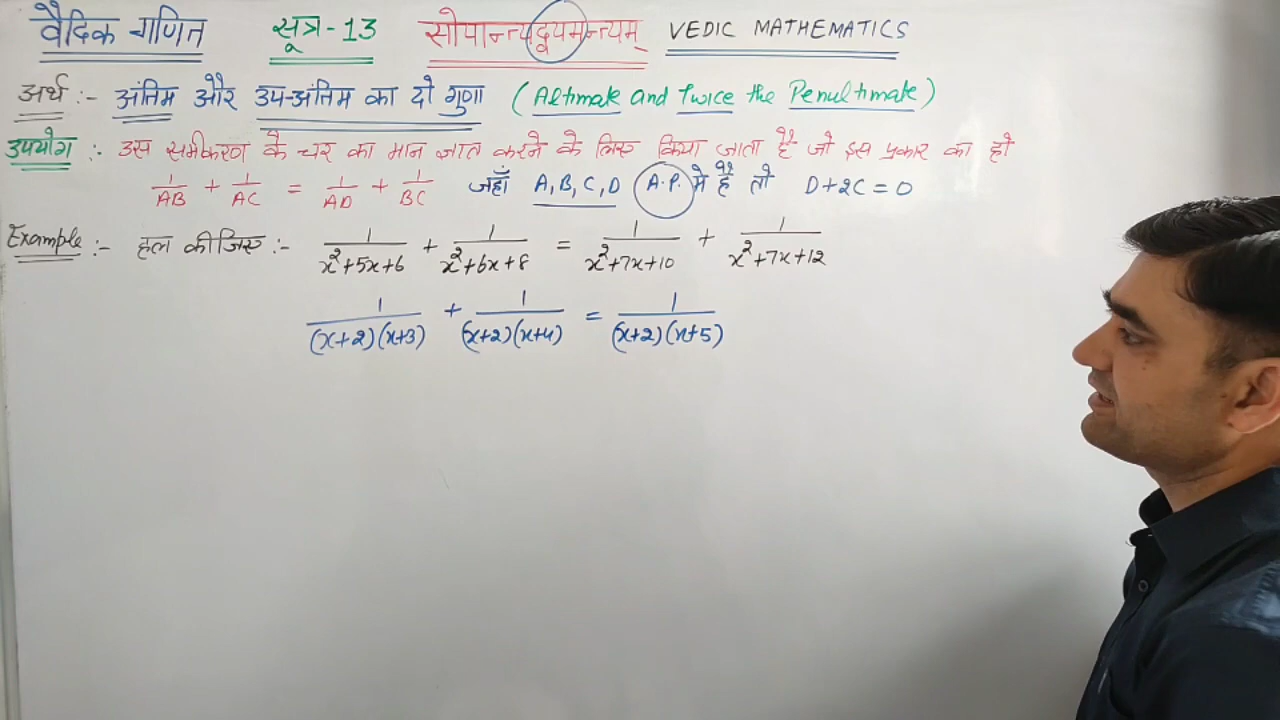 वैदिक गणित सूत्र-13 सोपान्त्यद्वयमन्त्यम् VEDIC MATHEMATICS
अर्थ :- अंतिम और उप-अंतिम का दो गुणा (Altimate and Twice the Penultimate)
उपयोग :- उस समीकरण के चर का मान ज्ञात करने के लिए किया जाता है जो इस प्रकार का हो
1/AB + 1/AC = 1/AD + 1/BC जहाँ A, B, C, D A.P. में है तो D+2C = 0
Example :- हल कीजिए :- 1/(x²+5x+6) + 1/(x²+6x+8) = 1/(x²+7x+10) + 1/(x²+7x+12)
1/((x+2)(x+3)) + 1/((x+2)(x+4)) = 1/((x+2)(x+5))